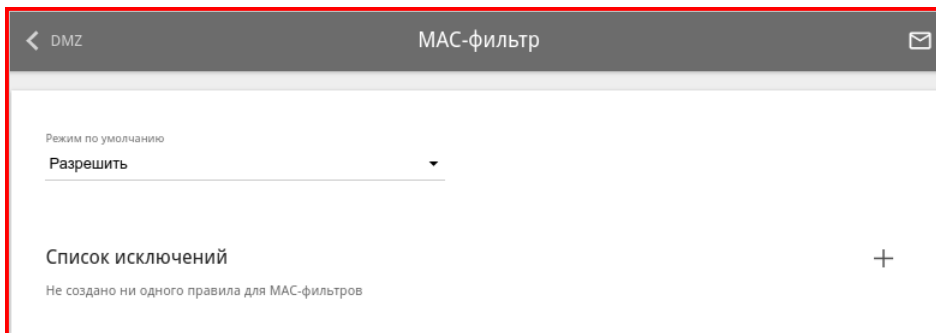 DMZ
MAC-фильтр
Режим по умолчанию
Разрешить
Список исключений
Не создано ни одного правила для MAC-фильтров